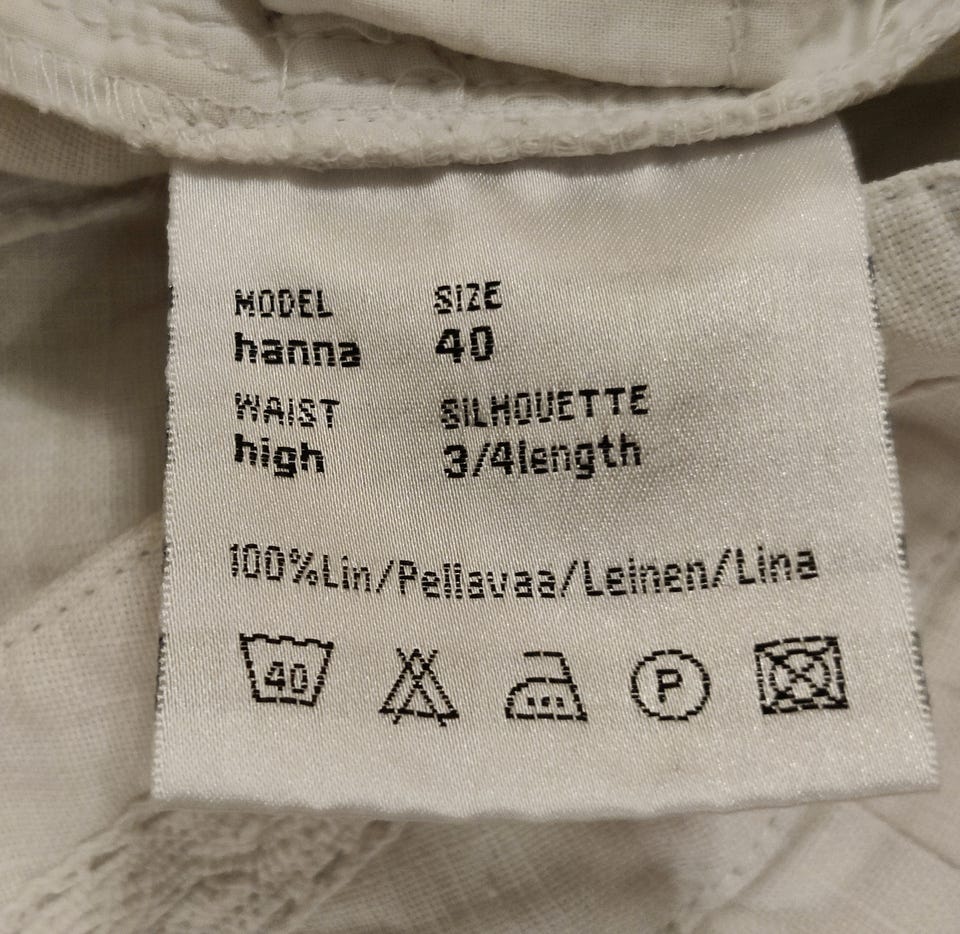 MODEL SIZE
hanna 40
WAIST SILHOUETTE
high 3/4length
100%Lin/Pellavaa/Leinen/Lina
40 P